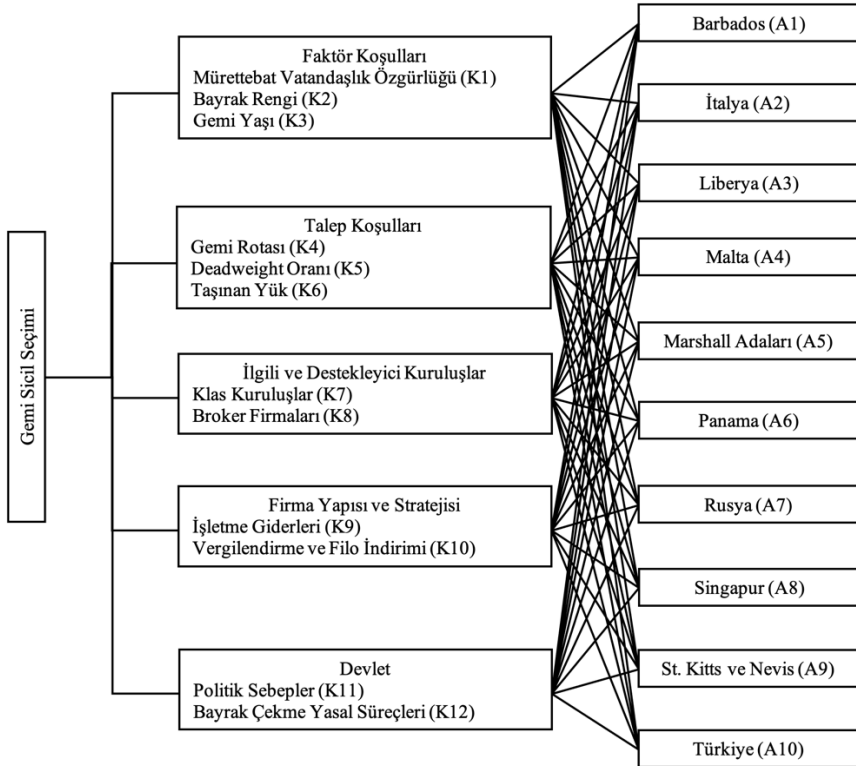 Gemi Sicil Seçimi
Faktör Koşulları
Mürettebat Vatandaşlık Özgürlüğü (K1)
Bayrak Rengi (K2)
Gemi Yaşı (K3)
Talep Koşulları
Gemi Rotası (K4)
Deadweight Oranı (K5)
Taşınan Yük (K6)
İlgili ve Destekleyici Kuruluşlar
Klas Kuruluşlar (K7)
Broker Firmaları (K8)
Firma Yapısı ve Stratejisi
İşletme Giderleri (K9)
Vergilendirme ve Filo İndirimi (K10)
Devlet
Politik Sebepler (K11)
Bayrak Çekme Yasal Süreçleri (K12)
Barbados (A1)
İtalya (A2)
Liberya (A3)
Malta (A4)
Marshall Adaları (A5)
Panama (A6)
Rusya (A7)
Singapur (A8)
St. Kitts ve Nevis (A9)
Türkiye (A10)